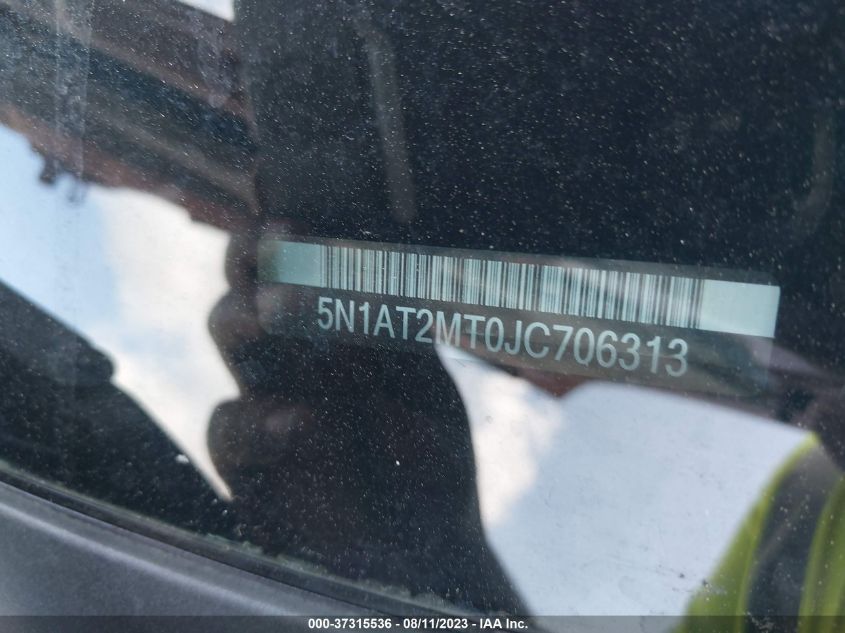 5N1AT2MT0JC706313
000-37315536 - 08/11/2023 - IAA Inc.